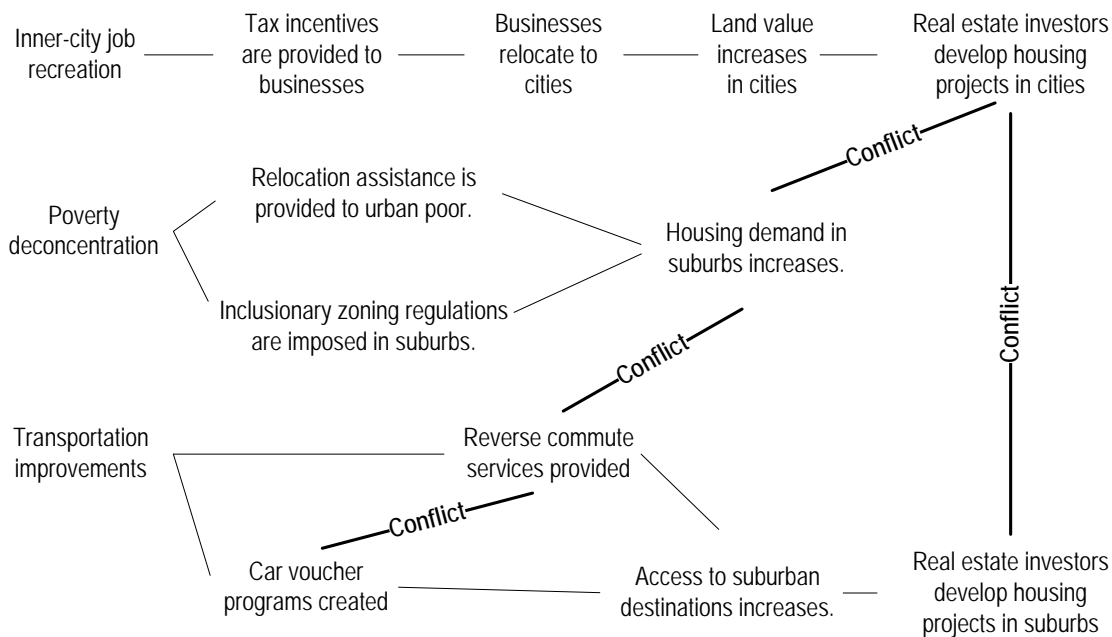 Inner-city job
recreation
Tax incentives
are provided to
businesses
Businesses
relocate to
cities
Land value
increases
in cities
Real estate investors
develop housing
projects in cities
Conflict
Relocation assistance is
provided to urban poor.
Poverty
deconcentration
Housing demand in
suburbs increases.
Inclusionary zoning regulations
are imposed in suburbs.
Conflict
Conflict
Transportation
improvements
Reverse commute
services provided
Conflict
Car voucher
programs created
Access to suburban
destinations increases.
Real estate investors
develop housing
projects in suburbs